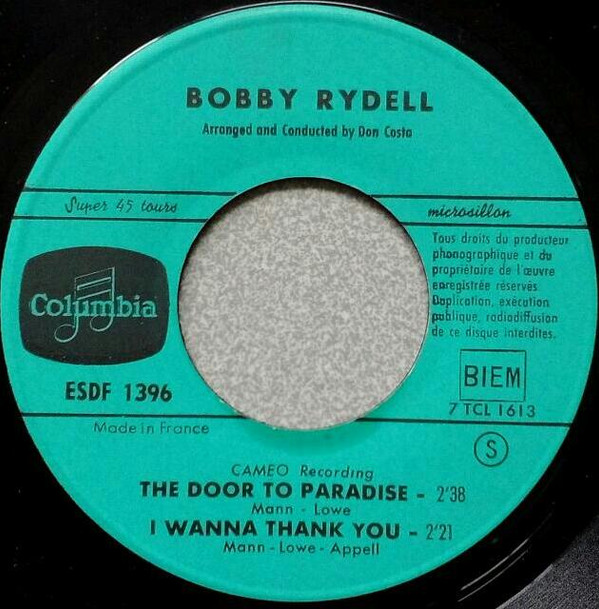 BOBBY RYDELL
Arranged and Conducted by Don Costa
Super 45 tours
microsillon
Tous droits du producteur
phonographique et du
propriétaire de l'œuvre
enregistrée réservés
Duplication, exécution
publique, radiodiffusion
de ce disque interdites.
Columbia
ESDF 1396
BIEM
7 TCL 1613
Made in France
S
CAMEO Recording
THE DOOR TO PARADISE - 2'38
Mann - Lowe
I WANNA THANK YOU - 2'21
Mann - Lowe - Appell